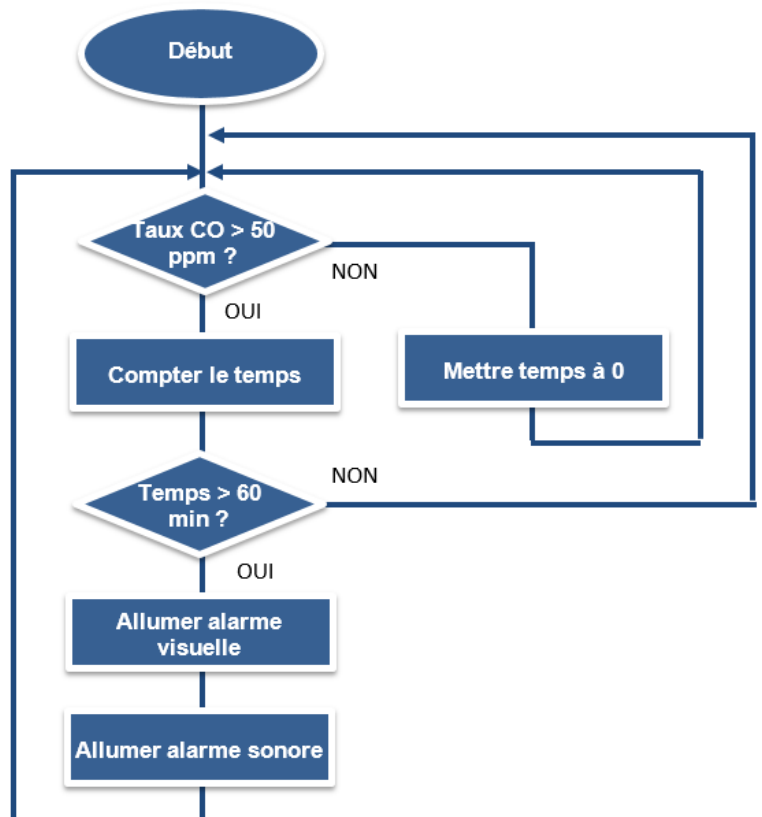 Début
Taux CO > 50
ppm ?
NON
OUI
Compter le temps
Mettre temps à 0
Temps > 60
min ?
NON
OUI
Allumer alarme
visuelle
Allumer alarme sonore